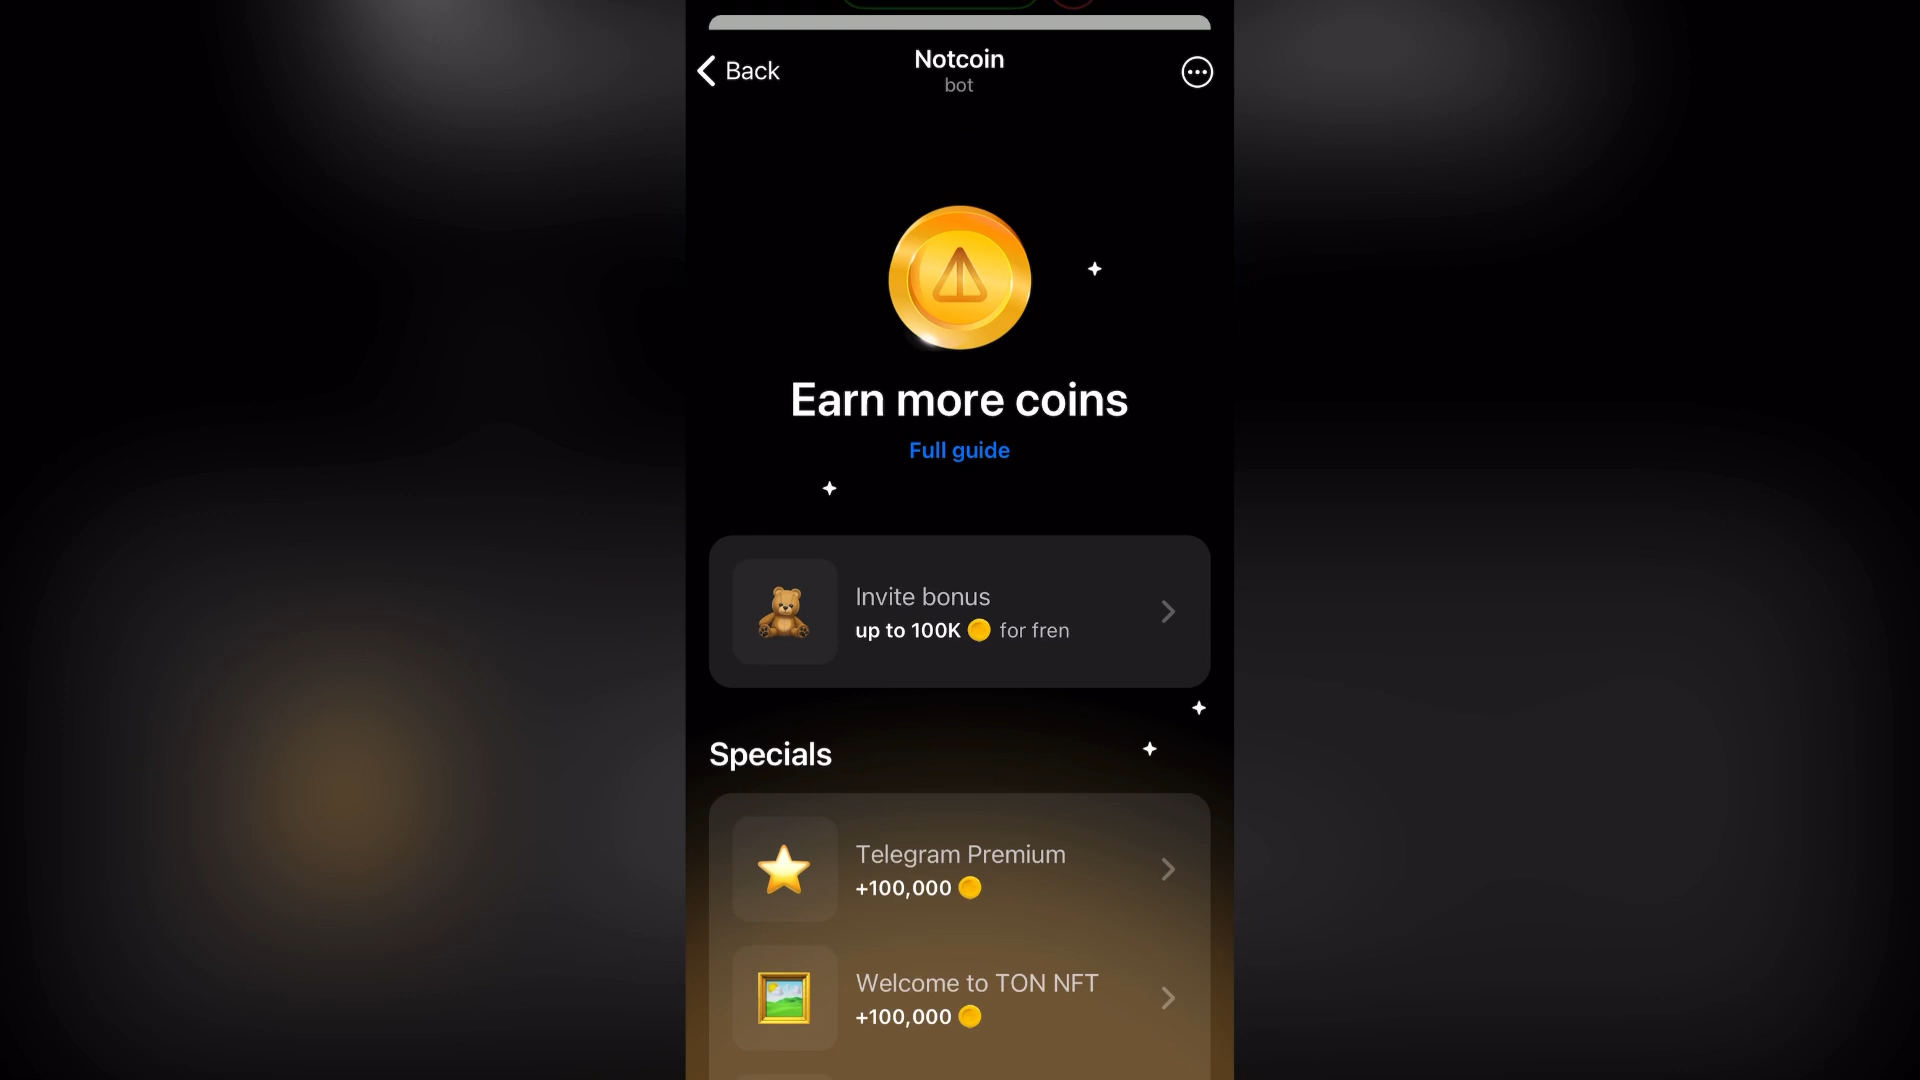 Back
Notcoin
bot
Earn more coins
Full guide
Invite bonus
up to 100K for fren
Specials
Telegram Premium
+100,000
Welcome to TON NFT
+100,000